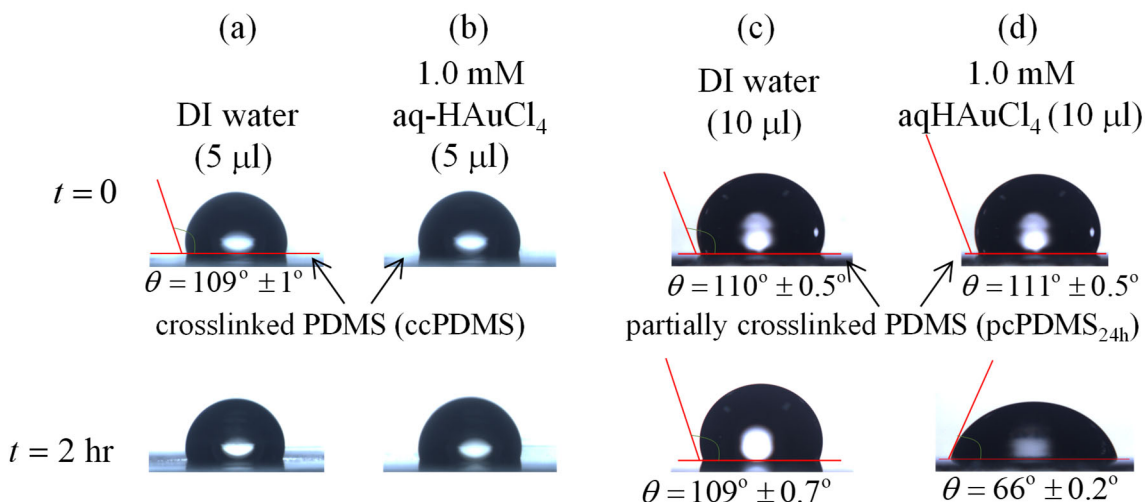 (a)
(b)
(c)
(d)
DI water
(5 μl)
1.0 mM
aq-HAuCl₄
(5 μl)
DI water
(10 μl)
1.0 mM
aqHAuCl₄ (10 μl)
t = 0
θ = 109° ± 1°
θ = 110° ± 0.5°
θ = 111° ± 0.5°
crosslinked PDMS (ccPDMS)
partially crosslinked PDMS (pcPDMS₂₄ₕ)
t = 2 hr
θ = 109° ± 0.7°
θ = 66° ± 0.2°